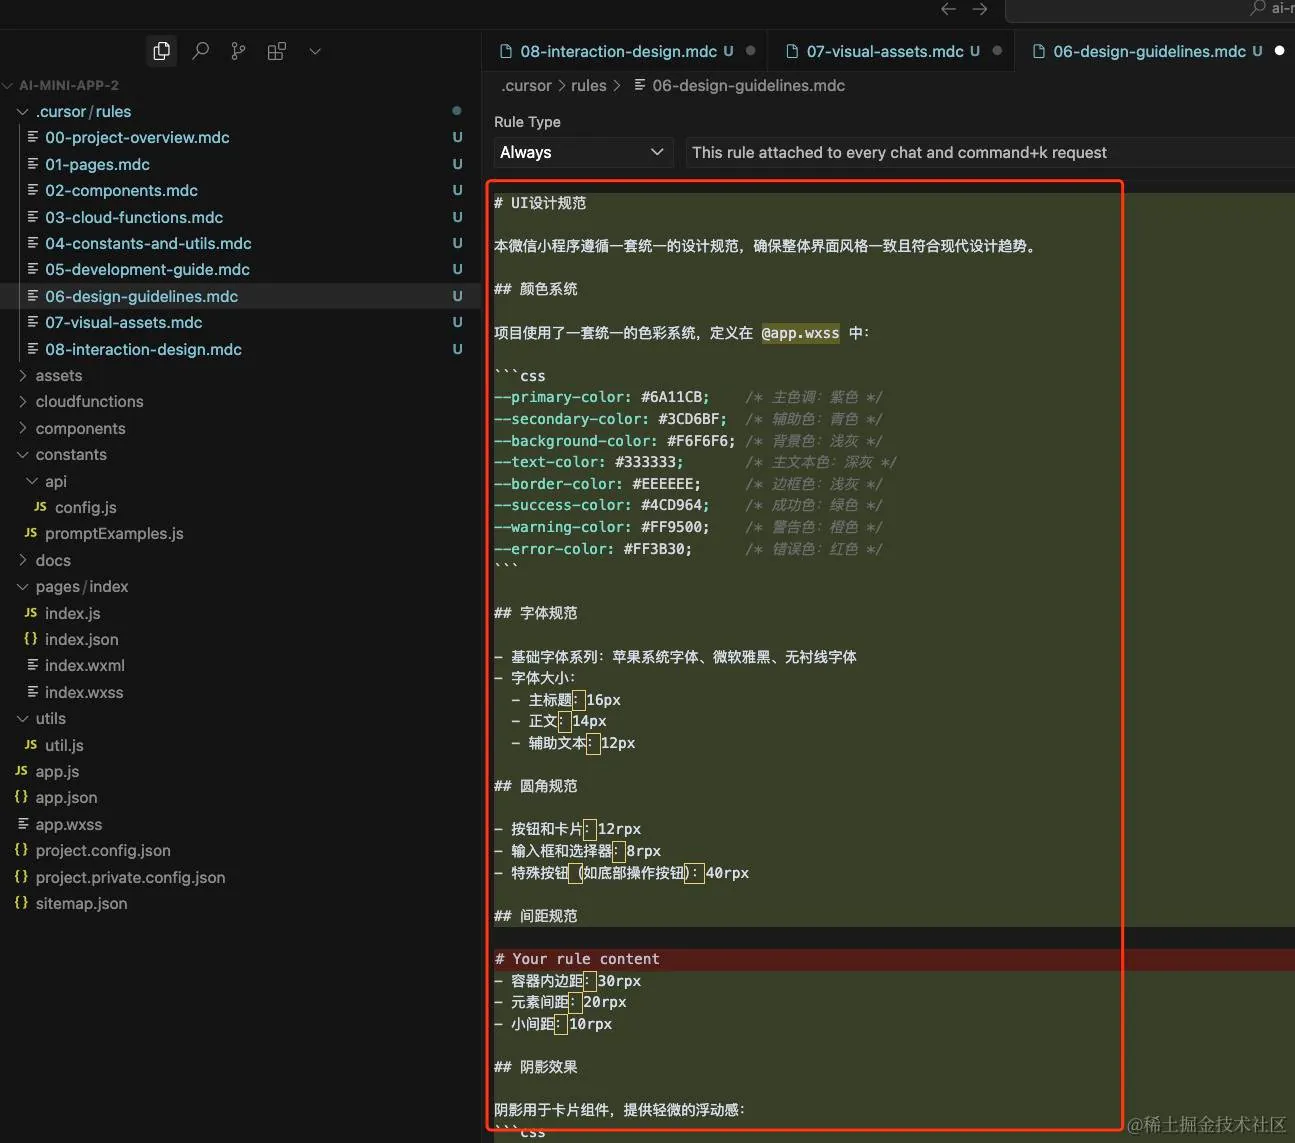 ai-m
AI-MINI-APP-2
.cursor/rules
00-project-overview.mdc U
01-pages.mdc U
02-components.mdc U
03-cloud-functions.mdc U
04-constants-and-utils.mdc U
05-development-guide.mdc U
06-design-guidelines.mdc U
07-visual-assets.mdc U
08-interaction-design.mdc U
assets
cloudfunctions
components
constants
api
JS config.js
JS promptExamples.js
docs
pages/index
JS index.js
{} index.json
index.wxml
index.wxss
utils
JS util.js
JS app.js
{} app.json
app.wxss
{} project.config.json
{} project.private.config.json
{} sitemap.json
08-interaction-design.mdc U
07-visual-assets.mdc U
06-design-guidelines.mdc U
.cursor > rules > 06-design-guidelines.mdc
Rule Type
Always
This rule attached to every chat and command+k request
# UI设计规范
本微信小程序遵循一套统一的设计规范，确保整体界面风格一致且符合现代设计趋势。
## 颜色系统
项目使用了一套统一的色彩系统，定义在 @app.wxss 中：
```css
--primary-color: #6A11CB; /* 主色调：紫色 */
--secondary-color: #3CD6BF; /* 辅助色：青色 */
--background-color: #F6F6F6; /* 背景色：浅灰 */
--text-color: #333333; /* 主文本色：深灰 */
--border-color: #EEEEEE; /* 边框色：浅灰 */
--success-color: #4CD964; /* 成功色：绿色 */
--warning-color: #FF9500; /* 警告色：橙色 */
--error-color: #FF3B30; /* 错误色：红色 */
```
## 字体规范
- 基础字体系列：苹果系统字体、微软雅黑、无衬线字体
- 字体大小：
- 主标题：16px
- 正文：14px
- 辅助文本：12px
## 圆角规范
- 按钮和卡片：12rpx
- 输入框和选择器：8rpx
- 特殊按钮（如底部操作按钮）：40rpx
## 间距规范
# Your rule content
- 容器内边距：30rpx
- 元素间距：20rpx
- 小间距：10rpx
## 阴影效果
阴影用于卡片组件，提供轻微的浮动感：
```css
@稀土掘金技术社区